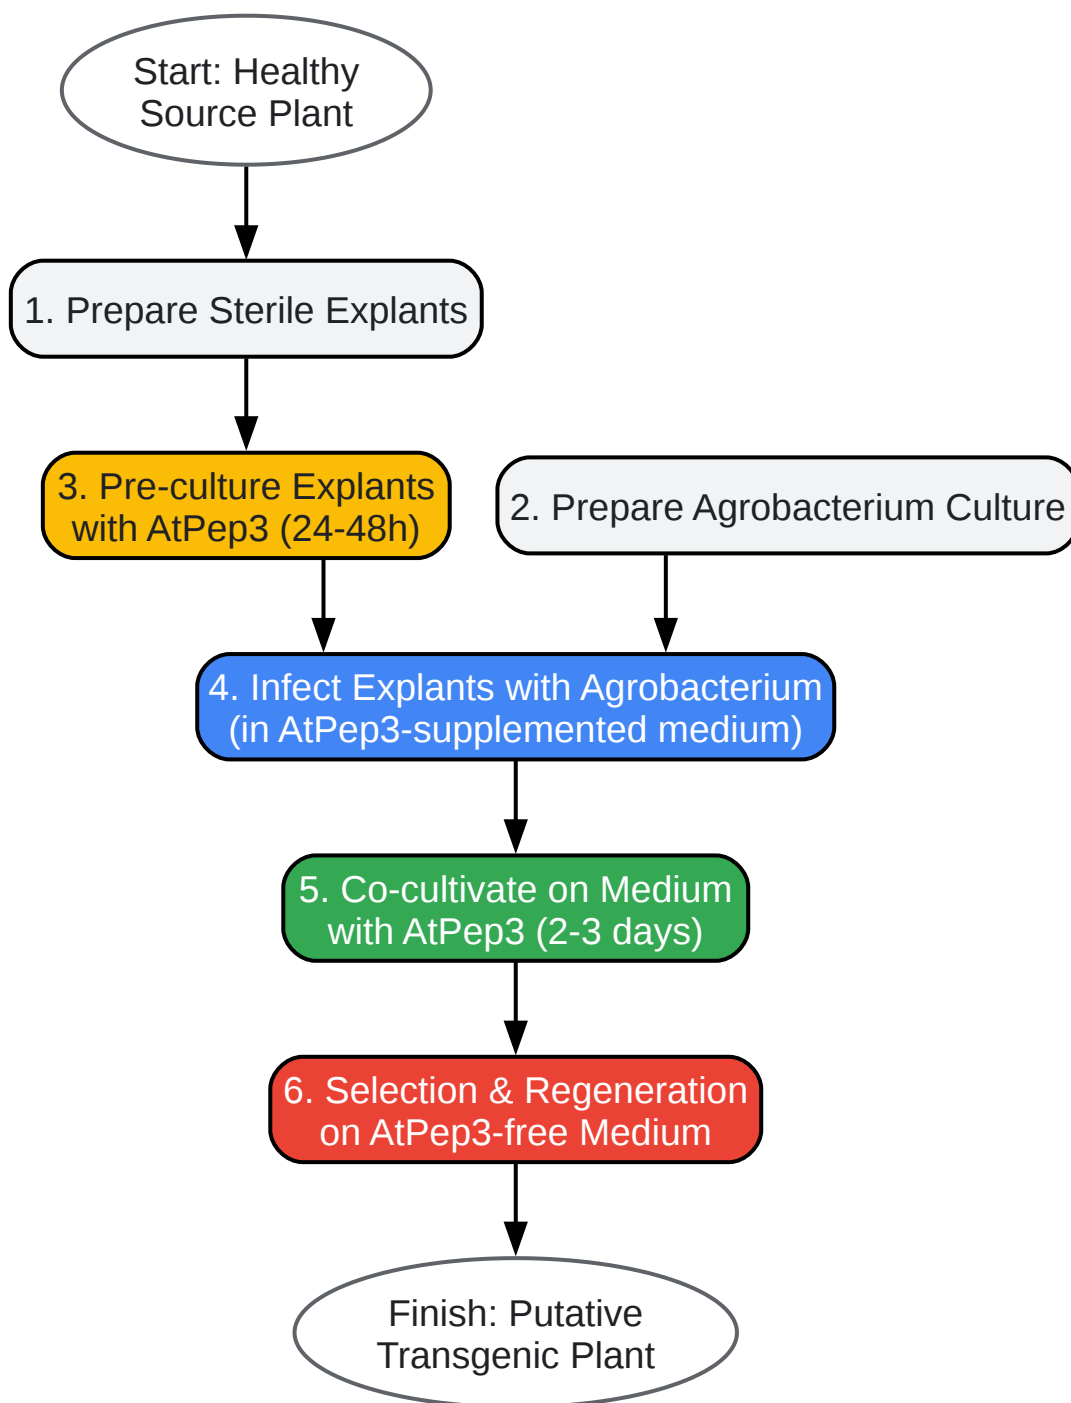 Start: Healthy
Source Plant
1. Prepare Sterile Explants
3. Pre-culture Explants
with AtPep3 (24-48h)
2. Prepare Agrobacterium Culture
4. Infect Explants with Agrobacterium
(in AtPep3-supplemented medium)
5. Co-cultivate on Medium
with AtPep3 (2-3 days)
6. Selection & Regeneration
on AtPep3-free Medium
Finish: Putative
Transgenic Plant